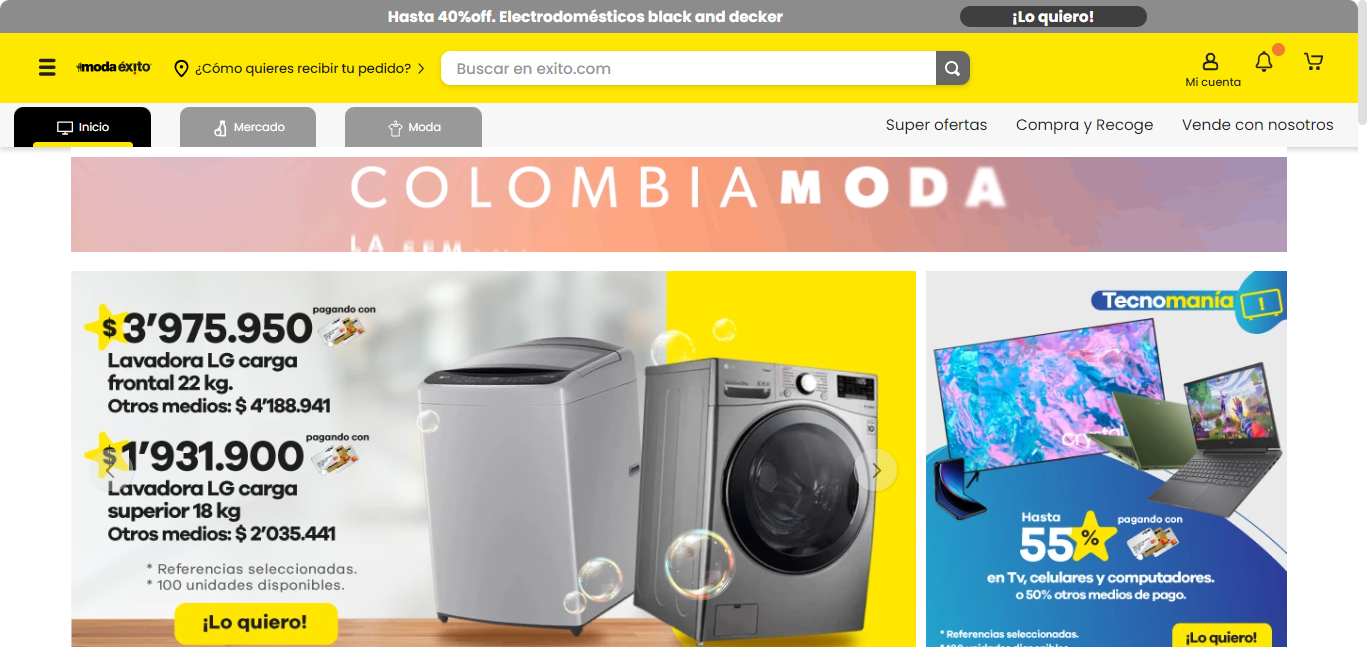 Hasta 40%off. Electrodomésticos black and decker
¡Lo quiero!
#moda éxito
¿Cómo quieres recibir tu pedido?
Buscar en exito.com
Mi cuenta
Inicio
Mercado
Moda
Super ofertas
Compra y Recoge
Vende con nosotros
COLOMBIAMODA
LA SEMANA
$3'975.950
pagando con
Lavadora LG carga
frontal 22 kg.
Otros medios: $ 4'188.941
$1'931.900
pagando con
Lavadora LG carga
superior 18 kg
Otros medios: $ 2'035.441
* Referencias seleccionadas.
* 100 unidades disponibles.
¡Lo quiero!
Tecnomanía
Crystal
Hasta
55%
pagando con
en Tv, celulares y computadores.
o 50% otros medios de pago.
* Referencias seleccionadas.
¡Lo quiero!